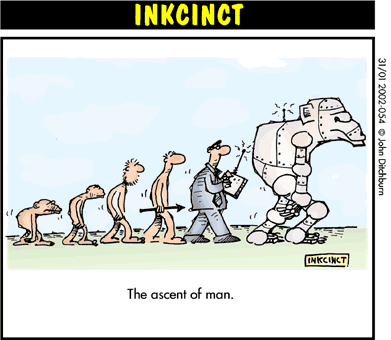 INKCINCT
31/01 2002-054 © John Ditchburn
INKCINCT
The ascent of man.